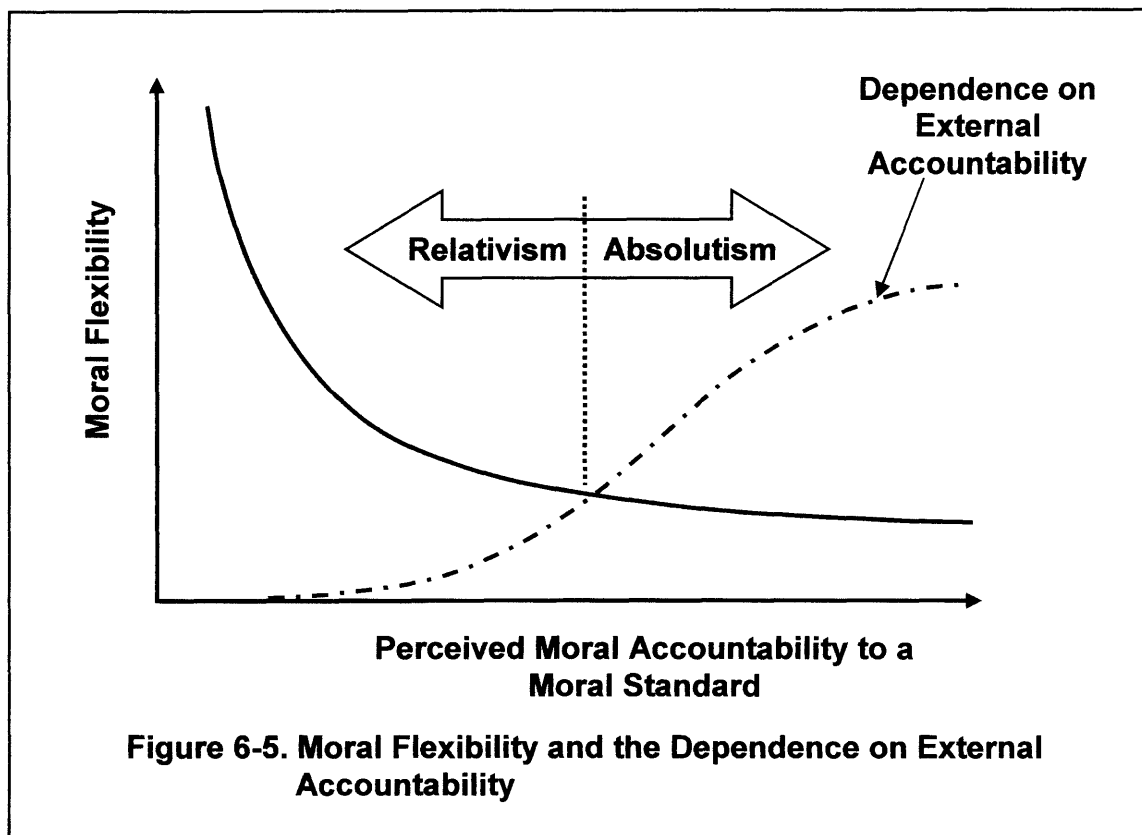 Dependence on
External
Accountability
Relativism
Absolutism
Moral Flexibility
Perceived Moral Accountability to a
Moral Standard
Figure 6-5. Moral Flexibility and the Dependence on External
Accountability